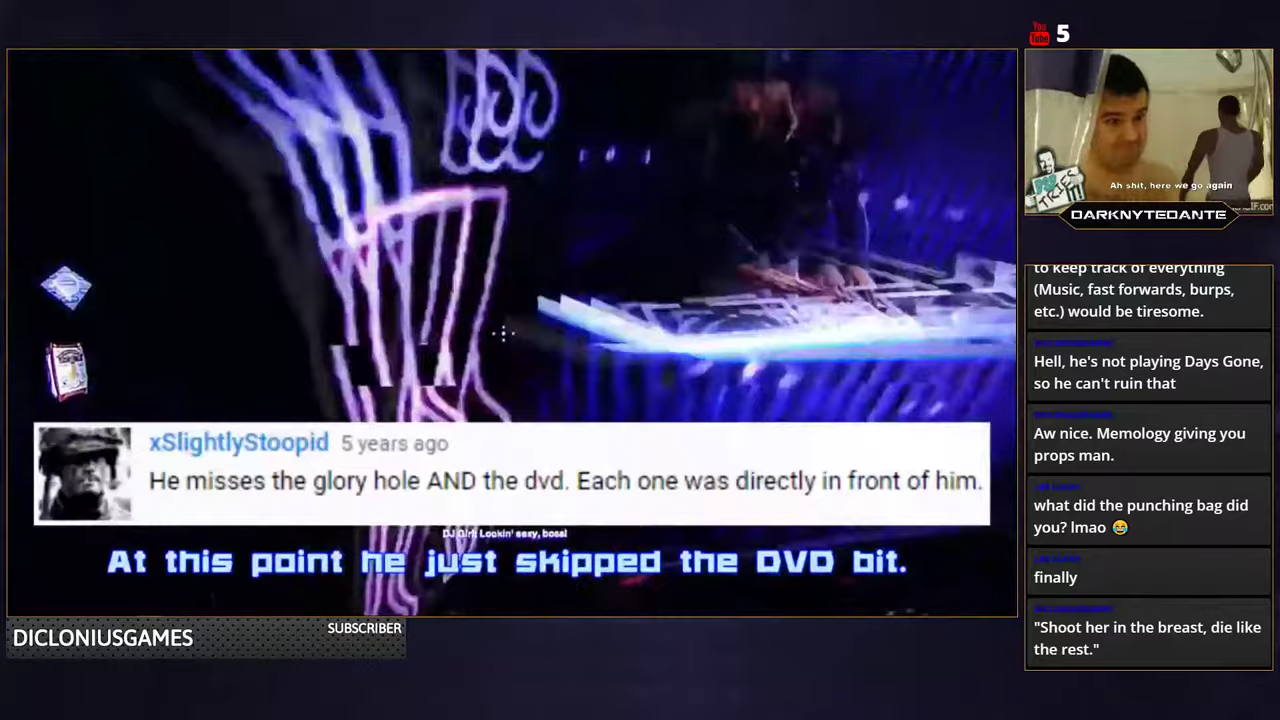 You Tube 5
Ah shit, here we go again
DARKNYTEDANTE
to keep track of everything
(Music, fast forwards, burps,
etc.) would be tiresome.
Hell, he's not playing Days Gone,
so he can't ruin that
Aw nice. Memology giving you
props man.
what did the punching bag did
you? lmao 😂
finally
"Shoot her in the breast, die like
the rest."
xSlightlyStoopid 5 years ago
He misses the glory hole AND the dvd. Each one was directly in front of him.
DJ Girl: Lookin' sexy, boss!
At this point he just skipped the DVD bit.
DICLONIUSGAMES
SUBSCRIBER